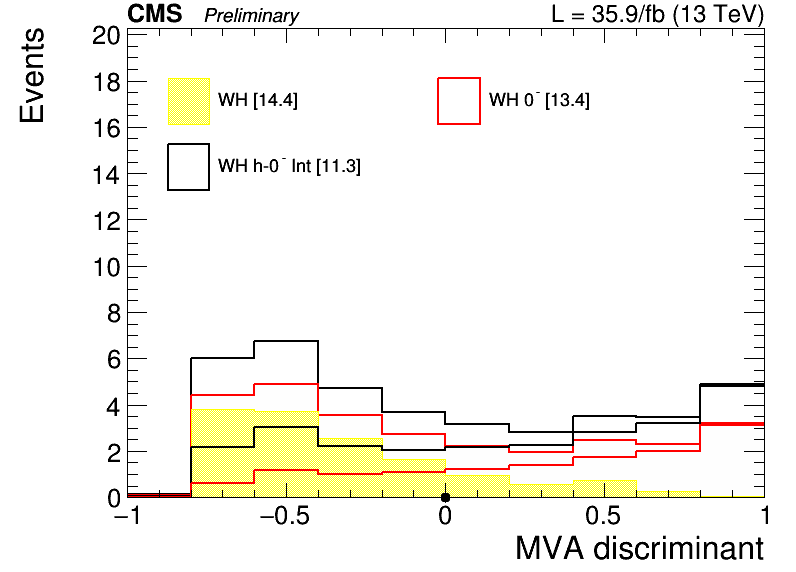 CMS Preliminary L = 35.9/fb (13 TeV)
Events
20
18
16
14
12
10
8
6
4
2
0
WH [14.4]
WH 0⁻ [13.4]
WH h-0⁻ Int [11.3]
−1 −0.5 0 0.5 1
MVA discriminant